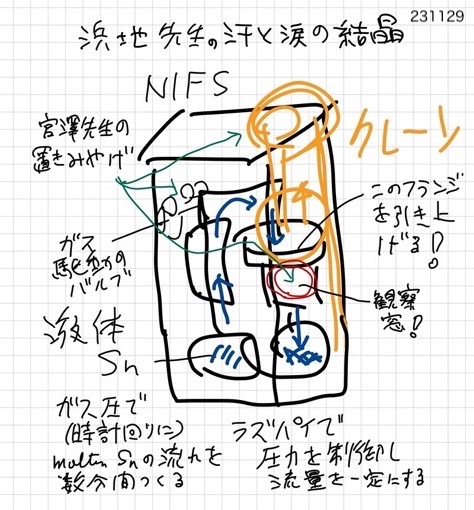 231129
浜地先生の汗と涙の結晶
NIFS
宮澤先生の
置きみやげ
クレーン
ガス
駆動の
バルブ
このフランジ
を引き上
げる!
観察
窓!
液体
Sn
ガス圧で
(時計回りに)
molten Snの流れを
数分間つくる
ラズパイで
圧力を制御し
流量を一定にする